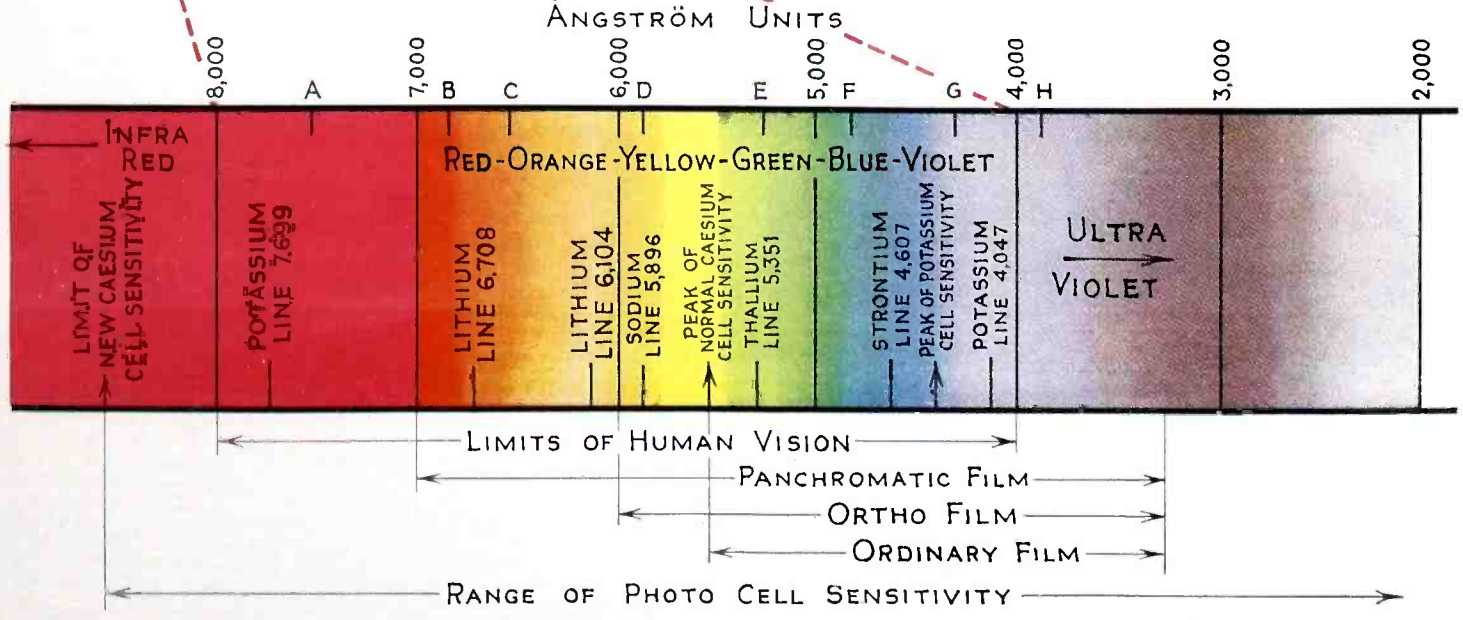 ÅNGSTRÖM UNITS
8,000
7,000
6,000
5,000
4,000
3,000
2,000
A
B
C
D
E
F
G
H
INFRA
RED
RED-ORANGE-YELLOW-GREEN-BLUE-VIOLET
LIMIT OF
NEW CAESIUM
CELL SENSITIVITY
POTASSIUM
LINE 7,699
LITHIUM
LINE 6,708
LITHIUM
LINE 6,104
SODIUM
LINE 5,896
PEAK OF
NORMAL CAESIUM
CELL SENSITIVITY
THALLIUM
LINE 5,351
STRONTIUM
LINE 4,607
PEAK OF POTASSIUM
CELL SENSITIVITY
POTASSIUM
LINE 4,047
ULTRA
VIOLET
LIMITS OF HUMAN VISION
PANCHROMATIC FILM
ORTHO FILM
ORDINARY FILM
RANGE OF PHOTO CELL SENSITIVITY